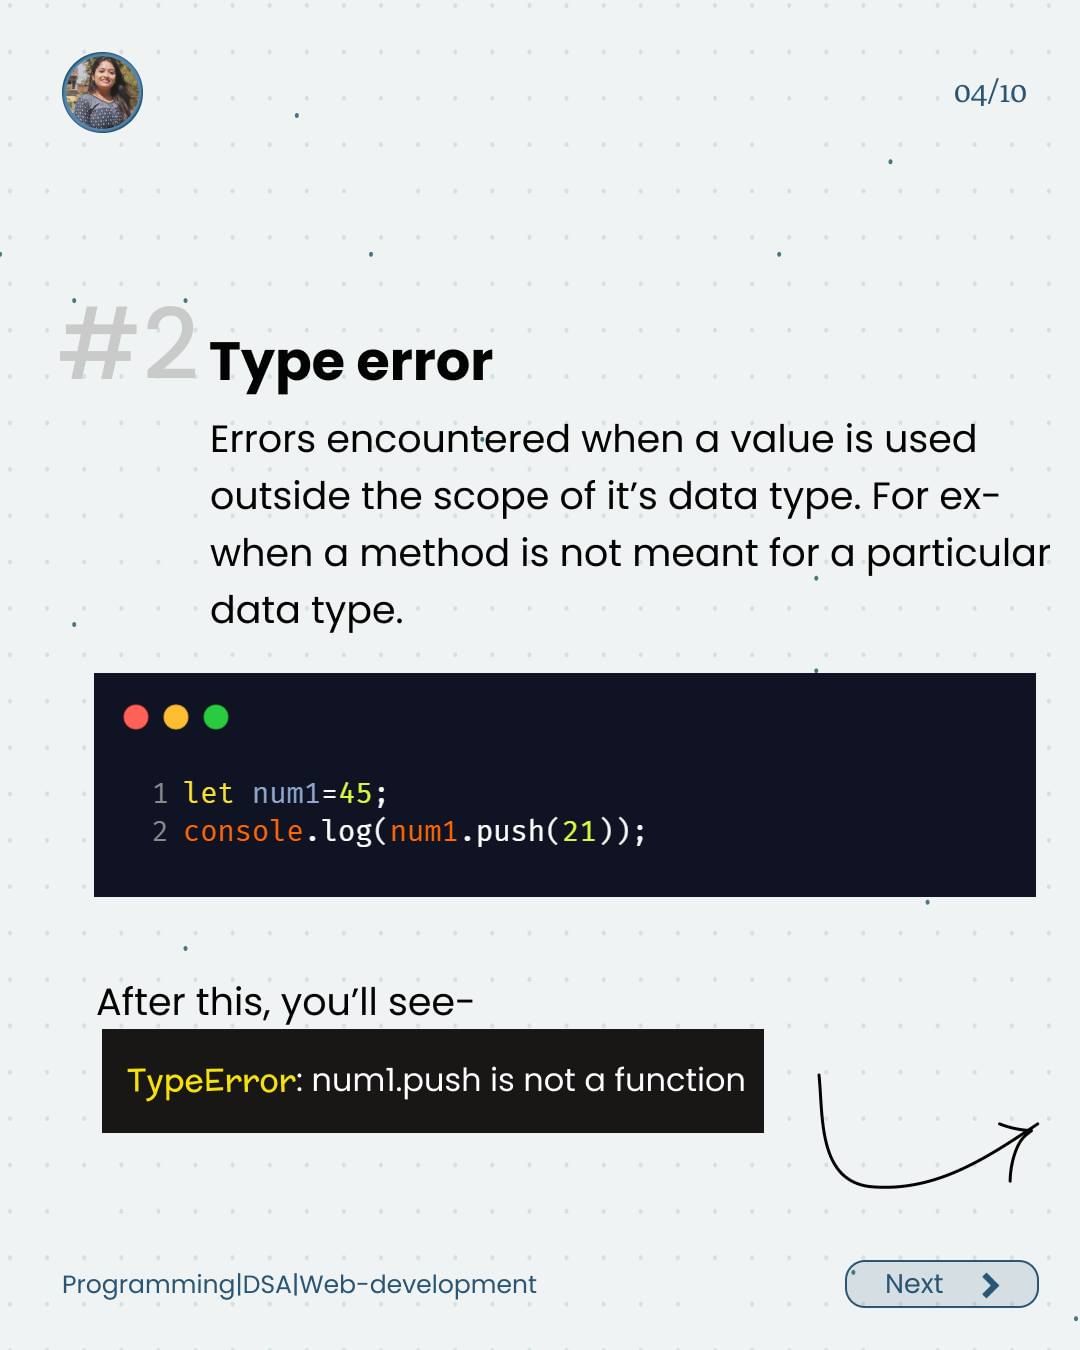 04/10
#2 Type error
Errors encountered when a value is used
outside the scope of it’s data type. For ex-
when a method is not meant for a particular
data type.
1 let num1=45;
2 console.log(num1.push(21));
After this, you’ll see-
TypeError: num1.push is not a function
Programming|DSA|Web-development
Next